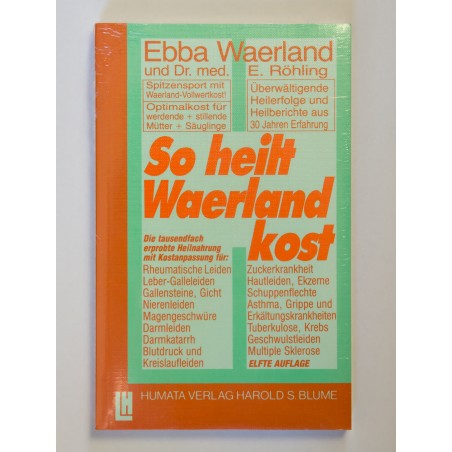 Ebba Waerland
und Dr. med. E. Röhling
Spitzensport mit
Waerland-Vollwertkost!
Optimalkost für
werdende + stillende
Mütter + Säuglinge
Überwältigende
Heilerfolge und
Heilberichte aus
30 Jahren Erfahrung
So heilt
Waerland
kost
Die tausendfach
erprobte Heilnahrung
mit Kostanpassung für:
Rheumatische Leiden
Leber-Galleleiden
Gallensteine, Gicht
Nierenleiden
Magengeschwüre
Darmleiden
Darmkatarrh
Blutdruck und
Kreislaufleiden
Zuckerkrankheit
Hautleiden, Ekzeme
Schuppenflechte
Asthma, Grippe und
Erkältungskrankheiten
Tuberkulose, Krebs
Geschwulstleiden
Multiple Sklerose
ELFTE AUFLAGE
LH
HUMATA VERLAG HAROLD S. BLUME